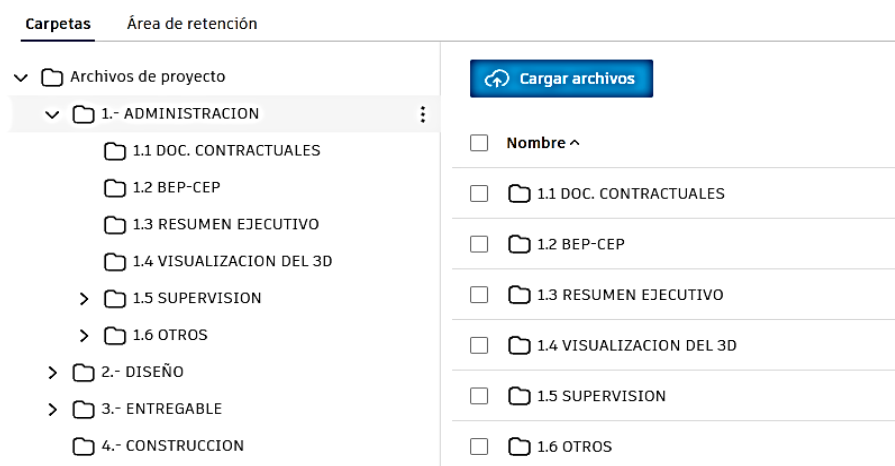 Carpetas
Área de retención
Archivos de proyecto
1.- ADMINISTRACION
1.1 DOC. CONTRACTUALES
1.2 BEP-CEP
1.3 RESUMEN EJECUTIVO
1.4 VISUALIZACION DEL 3D
1.5 SUPERVISION
1.6 OTROS
2.- DISEÑO
3.- ENTREGABLE
4.- CONSTRUCCION
Cargar archivos
Nombre
1.1 DOC. CONTRACTUALES
1.2 BEP-CEP
1.3 RESUMEN EJECUTIVO
1.4 VISUALIZACION DEL 3D
1.5 SUPERVISION
1.6 OTROS